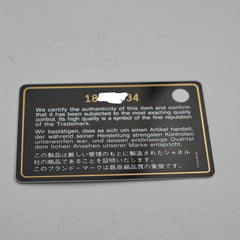 We certify the authenticity of this item and confirm
that it has been subjected to the most exacting quality
control. Its high quality is a symbol of the fine reputation
of the Trademark.
Wir bestätigen, dass es sich um einen Artikel handelt,
der während seiner Herstellung strengsten Kontrollen
unterworfen war, und dessen erstklassige Qualität
dem hohen Ansehen unserer Marke entspricht.
この製品は厳しい管理のもとに製造されたシャネル
社の商品であることを証明いたします。
このブランド・マークは最高級品質の象徴です。